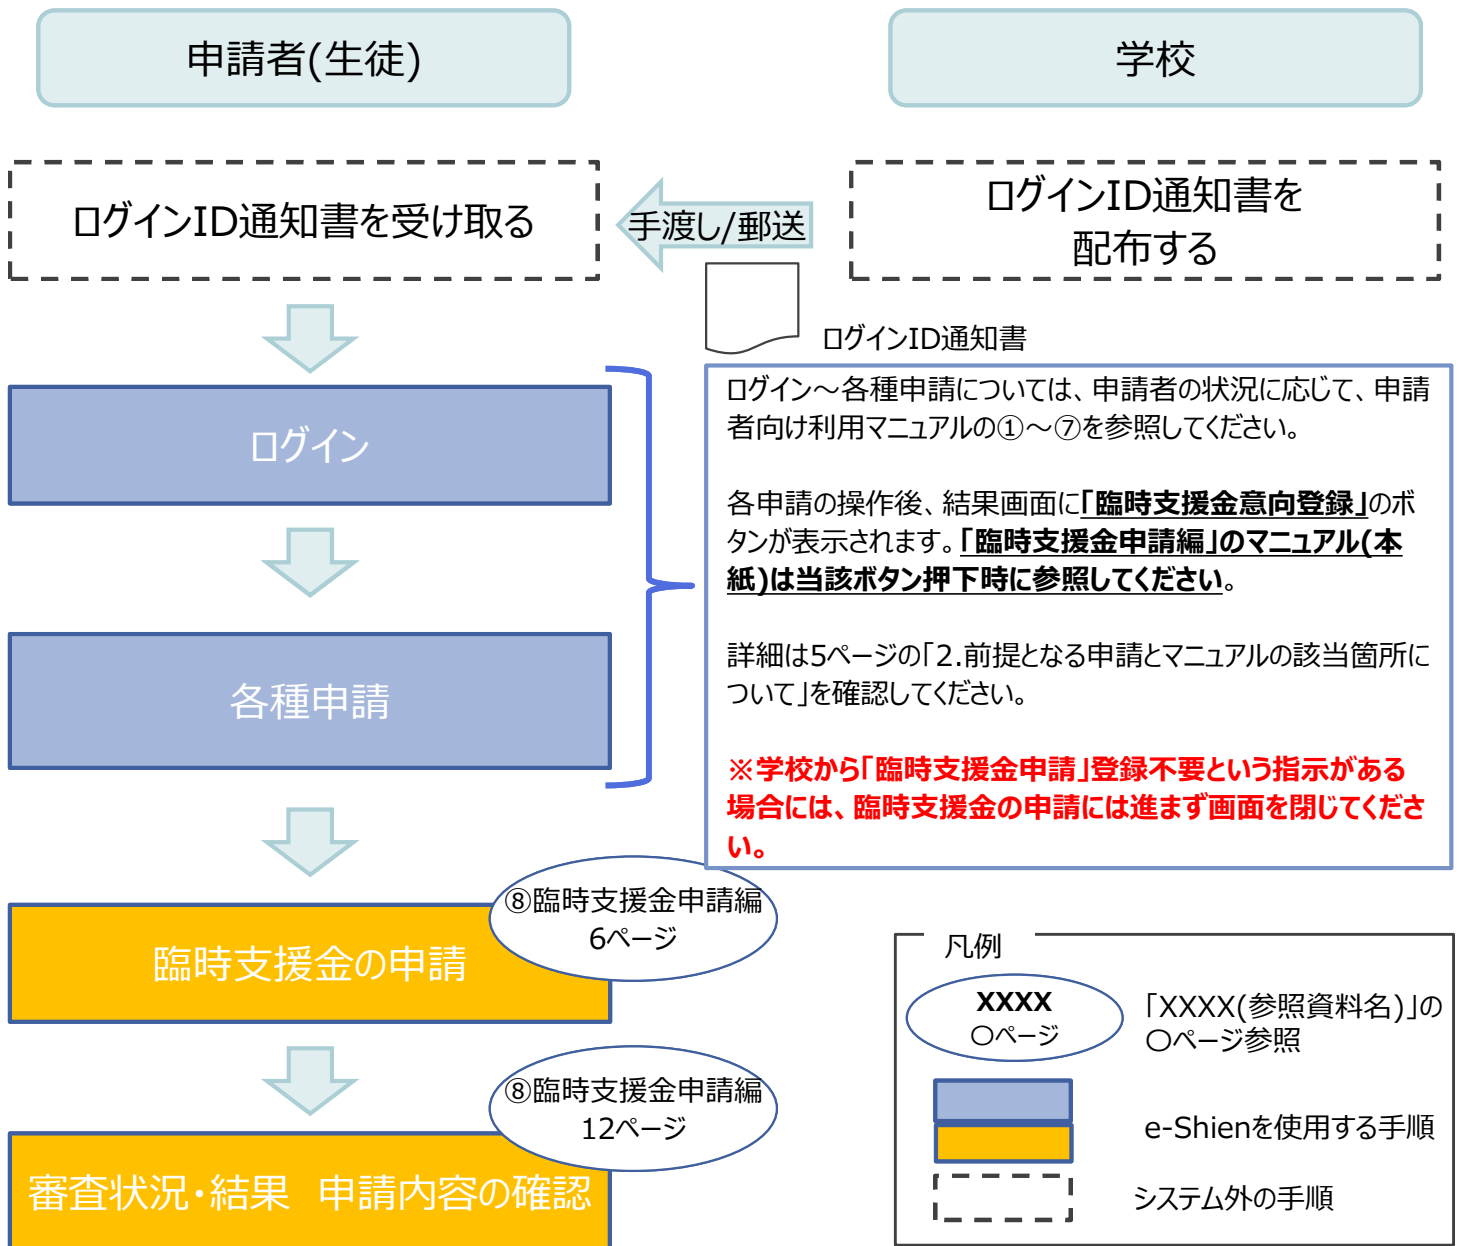 申請者(生徒)
学校
ログインID通知書を受け取る
手渡し/郵送
ログインID通知書を
配布する
ログインID通知書
ログイン
各種申請
ログイン～各種申請については、申請者の状況に応じて、申請
者向け利用マニュアルの①～⑦を参照してください。
各申請の操作後、結果画面に「臨時支援金意向登録」のボ
タンが表示されます。「臨時支援金申請編」のマニュアル(本
紙)は当該ボタン押下時に参照してください。
詳細は5ページの「2.前提となる申請とマニュアルの該当箇所に
ついて」を確認してください。
※学校から「臨時支援金申請」登録不要という指示がある
場合には、臨時支援金の申請には進まず画面を閉じてくださ
い。
臨時支援金の申請
⑧臨時支援金申請編
6ページ
審査状況・結果　申請内容の確認
⑧臨時支援金申請編
12ページ
凡例
XXXX
〇ページ
「XXXX(参照資料名)」の
〇ページ参照
e-Shienを使用する手順
システム外の手順